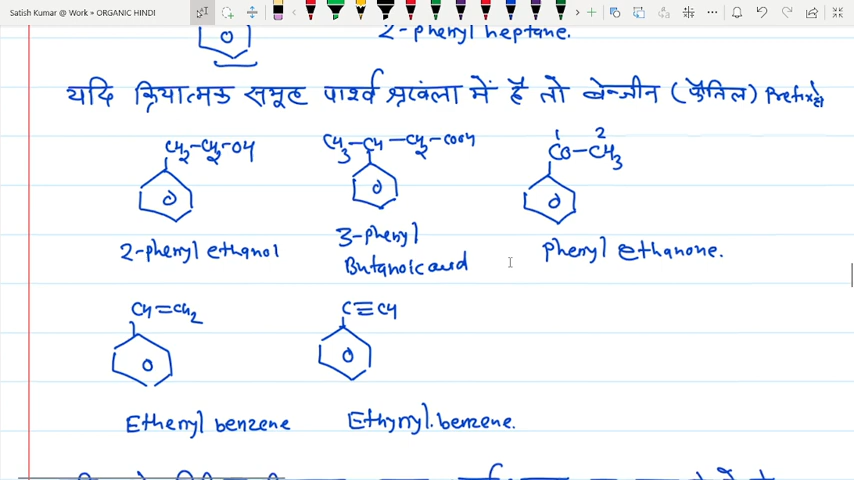 Satish Kumar @ Work » ORGANIC HINDI
2-phenyl heptane.
यदि क्रियात्मक समूह पार्श्व श्रृंखला में है तो बेन्जीन (फेनिल) Prefix है
CH2-CH2-OH CH3-CH-CH2-COOH 1 2 CO-CH3
2-phenyl ethanol 3-phenyl Butanoic acid phenyl ethanone.
CH=CH2 C≡CH
Ethenyl benzene Ethynyl.benzene.